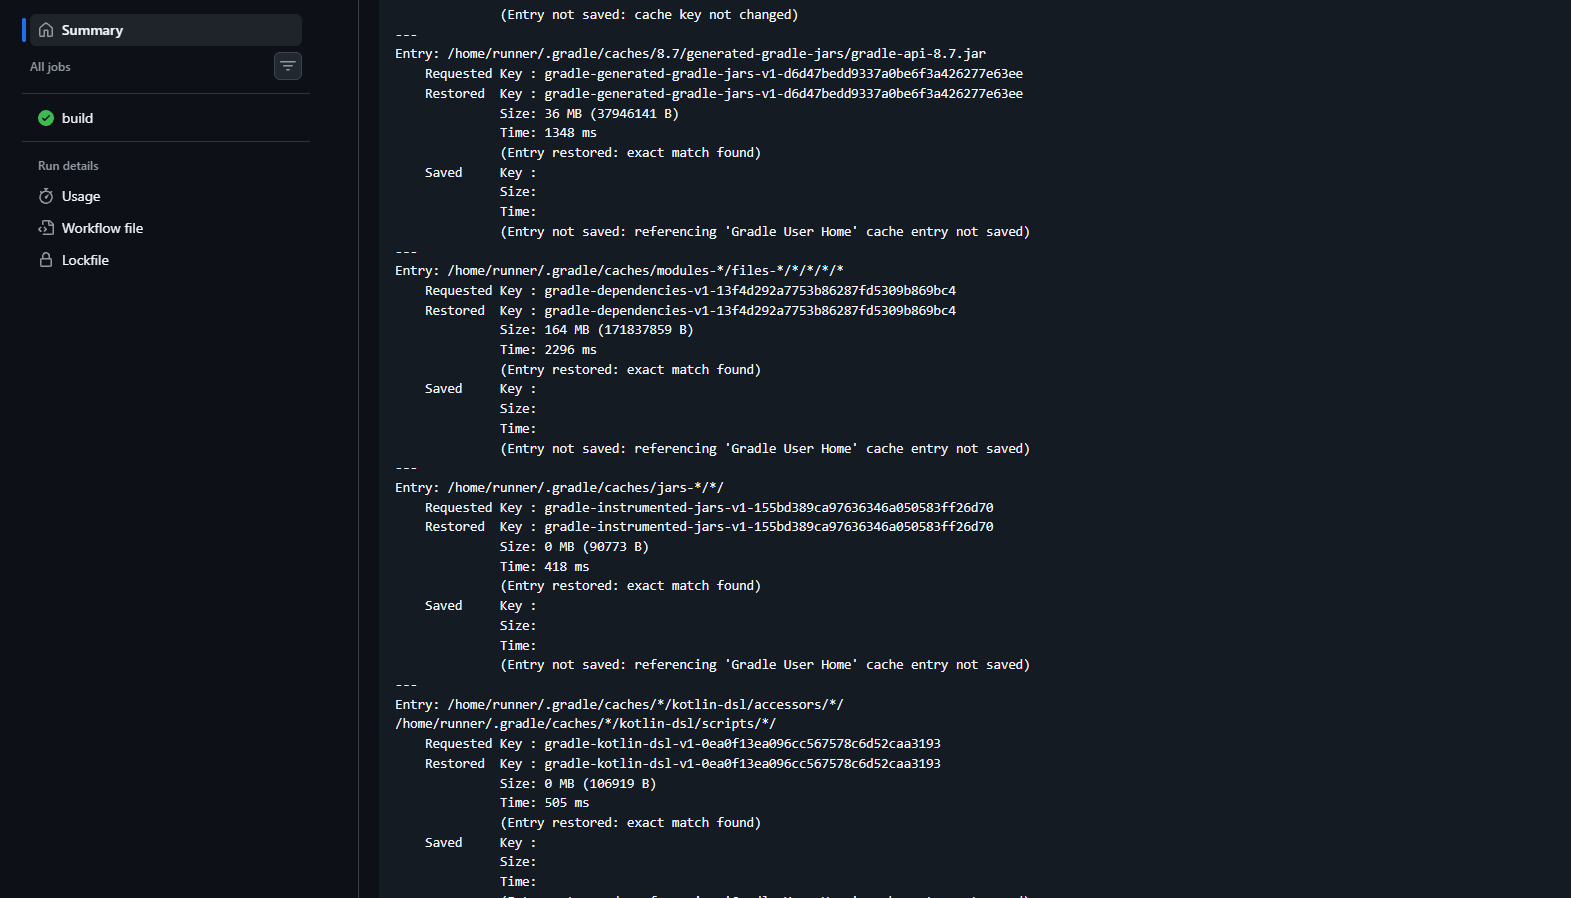 Summary
All jobs
build
Run details
Usage
Workflow file
Lockfile
(Entry not saved: cache key not changed)
---
Entry: /home/runner/.gradle/caches/8.7/generated-gradle-jars/gradle-api-8.7.jar
Requested Key : gradle-generated-gradle-jars-v1-d6d47bedd9337a0be6f3a426277e63ee
Restored Key : gradle-generated-gradle-jars-v1-d6d47bedd9337a0be6f3a426277e63ee
Size: 36 MB (37946141 B)
Time: 1348 ms
(Entry restored: exact match found)
Saved Key :
Size:
Time:
(Entry not saved: referencing 'Gradle User Home' cache entry not saved)
---
Entry: /home/runner/.gradle/caches/modules-*/files-*/*/*/*/*
Requested Key : gradle-dependencies-v1-13f4d292a7753b86287fd5309b869bc4
Restored Key : gradle-dependencies-v1-13f4d292a7753b86287fd5309b869bc4
Size: 164 MB (171837859 B)
Time: 2296 ms
(Entry restored: exact match found)
Saved Key :
Size:
Time:
(Entry not saved: referencing 'Gradle User Home' cache entry not saved)
---
Entry: /home/runner/.gradle/caches/jars-*/*/
Requested Key : gradle-instrumented-jars-v1-155bd389ca97636346a050583ff26d70
Restored Key : gradle-instrumented-jars-v1-155bd389ca97636346a050583ff26d70
Size: 0 MB (90773 B)
Time: 418 ms
(Entry restored: exact match found)
Saved Key :
Size:
Time:
(Entry not saved: referencing 'Gradle User Home' cache entry not saved)
---
Entry: /home/runner/.gradle/caches/*/kotlin-dsl/accessors/*/
/home/runner/.gradle/caches/*/kotlin-dsl/scripts/*/
Requested Key : gradle-kotlin-dsl-v1-0ea0f13ea096cc567578c6d52caa3193
Restored Key : gradle-kotlin-dsl-v1-0ea0f13ea096cc567578c6d52caa3193
Size: 0 MB (106919 B)
Time: 505 ms
(Entry restored: exact match found)
Saved Key :
Size:
Time: